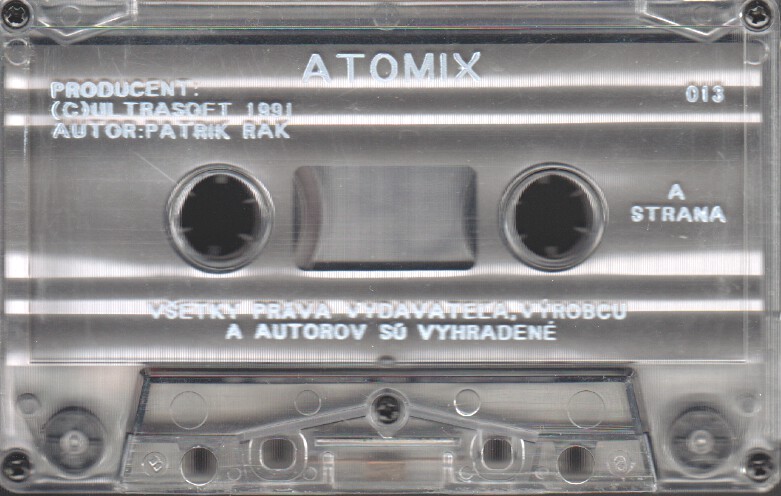 ATOMIX
PRODUCENT:
(C)ULTRASOFT 1991
AUTOR:PATRIK RAK
013
A
STRANA
VŠETKY PRÁVA VYDAVATEĽA, VÝROBCU
A AUTOROV SÚ VYHRADENÉ